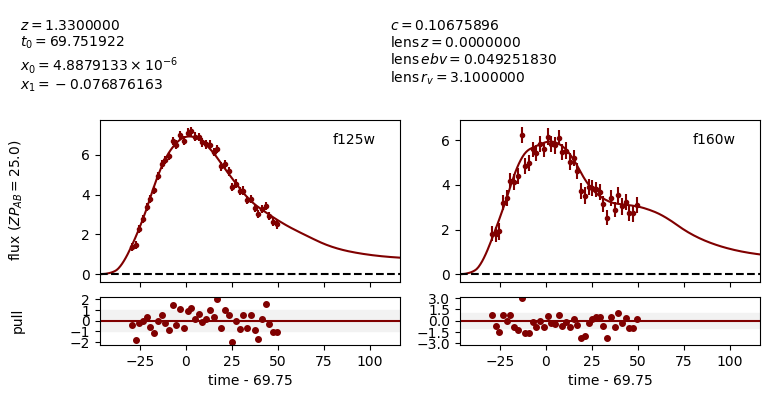 z = 1.3300000
t₀ = 69.751922
x₀ = 4.8879133 × 10⁻⁶
x₁ = −0.076876163
c = 0.10675896
lens z = 0.0000000
lens ebv = 0.049251830
lens r_v = 3.1000000
flux (ZP_AB = 25.0)
f125w
6
4
2
0
f160w
6
4
2
0
pull
2
1
0
−1
−2
−25 0 25 50 75 100
time - 69.75
3.0
1.5
0.0
−1.5
−3.0
−25 0 25 50 75 100
time - 69.75